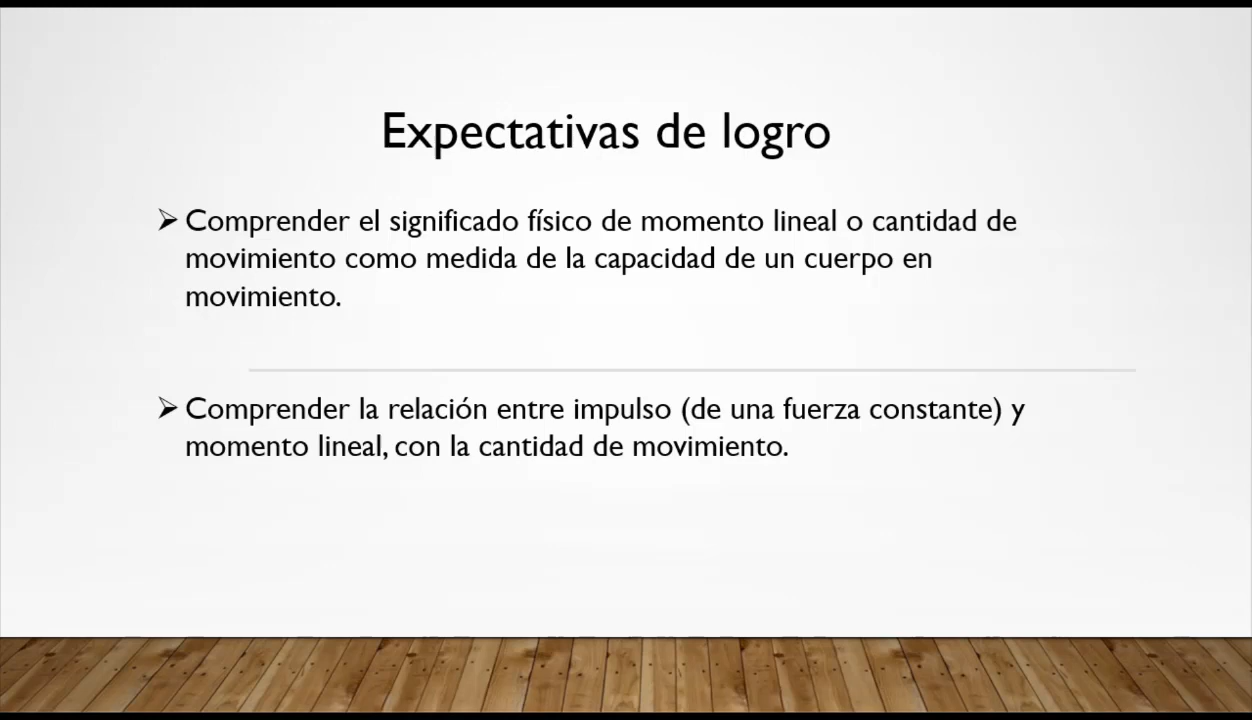 Expectativas de logro
➢ Comprender el significado físico de momento lineal o cantidad de
movimiento como medida de la capacidad de un cuerpo en
movimiento.
➢ Comprender la relación entre impulso (de una fuerza constante) y
momento lineal, con la cantidad de movimiento.